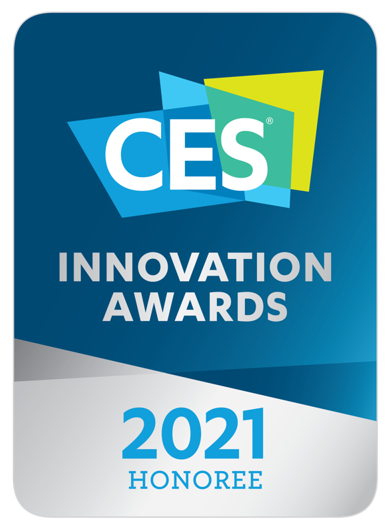 CES®
INNOVATION
AWARDS
2021
HONOREE